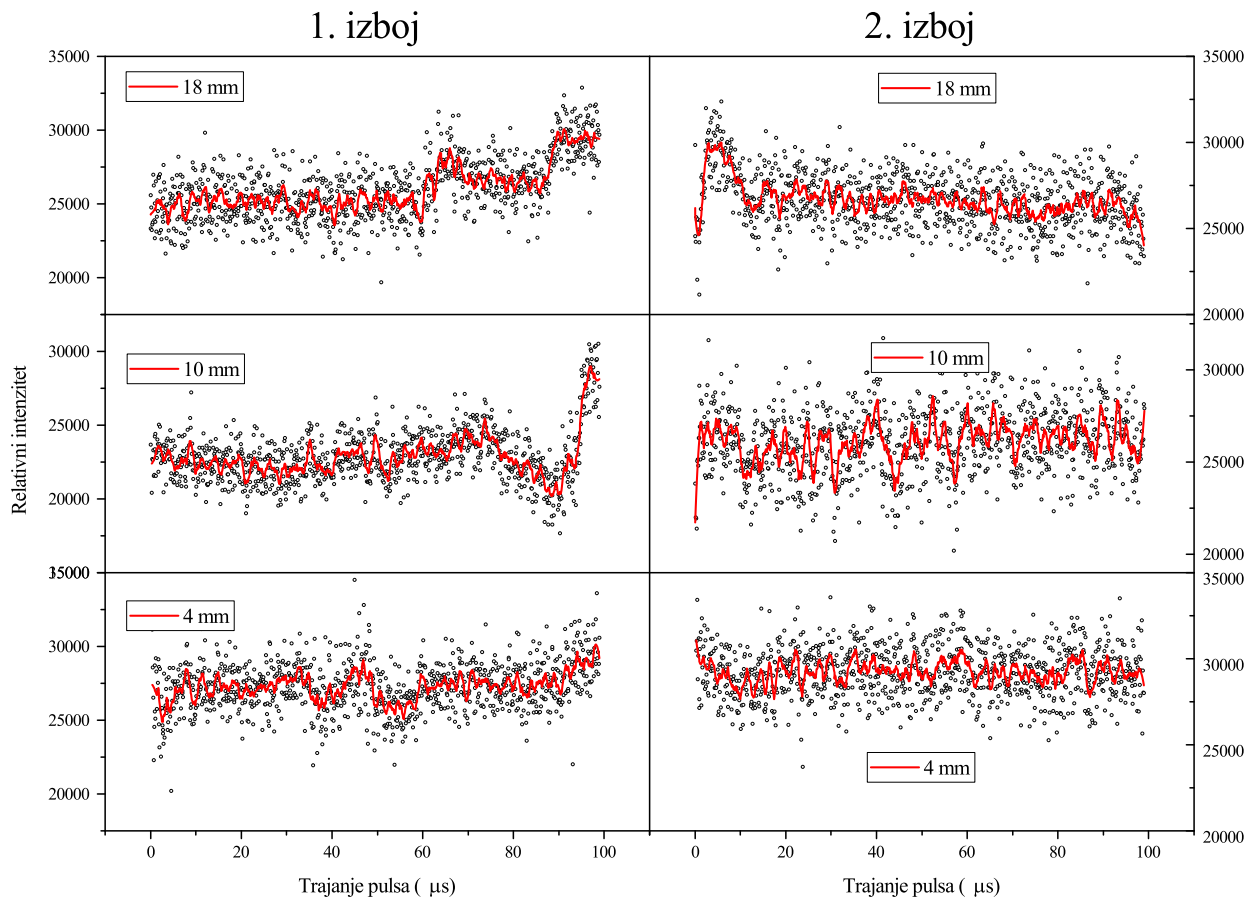 1. izboj 2. izboj
35000 35000
18 mm 18 mm
30000 30000
25000 25000
20000
20000
30000 30000
10 mm 10 mm
25000 25000
20000
20000
15000 35000
4 mm
30000 30000
25000 25000
4 mm
20000
20000
0 20 40 60 80 100 0 20 40 60 80 100
Trajanje pulsa ( μs) Trajanje pulsa ( μs)
Relativni intenzitet